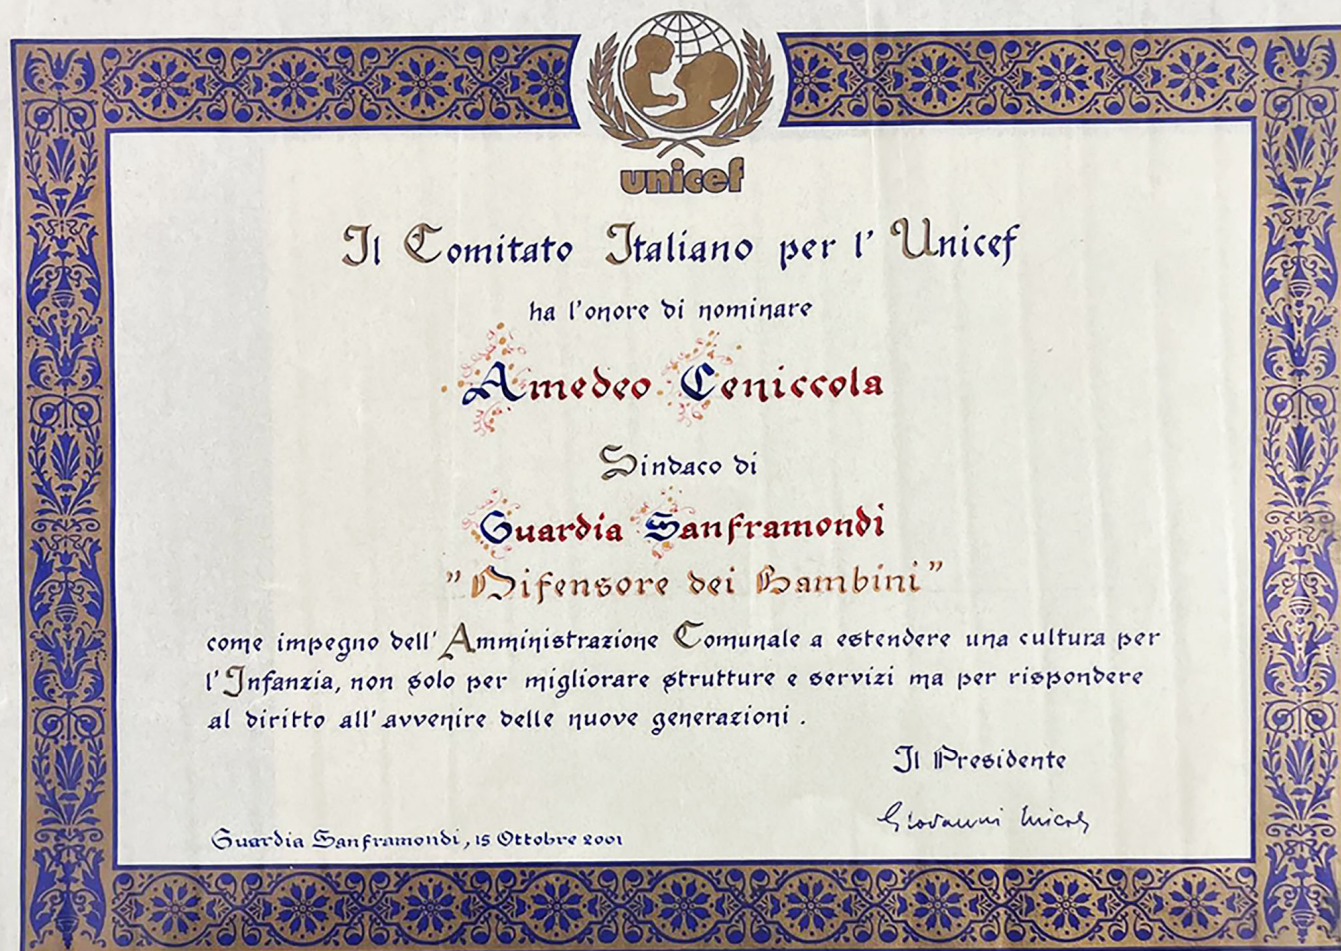 unicef
Il Comitato Italiano per l' Unicef
ha l'onore di nominare
Amedeo Ceniccola
Sindaco di
Guardia Sanframondi
"Difensore dei Bambini"
come impegno dell' Amministrazione Comunale a estendere una cultura per
l'Infanzia, non solo per migliorare strutture e servizi ma per rispondere
al diritto all'avvenire delle nuove generazioni.
Il Presidente
Giovanni Micali
Guardia Sanframondi, 15 Ottobre 2001